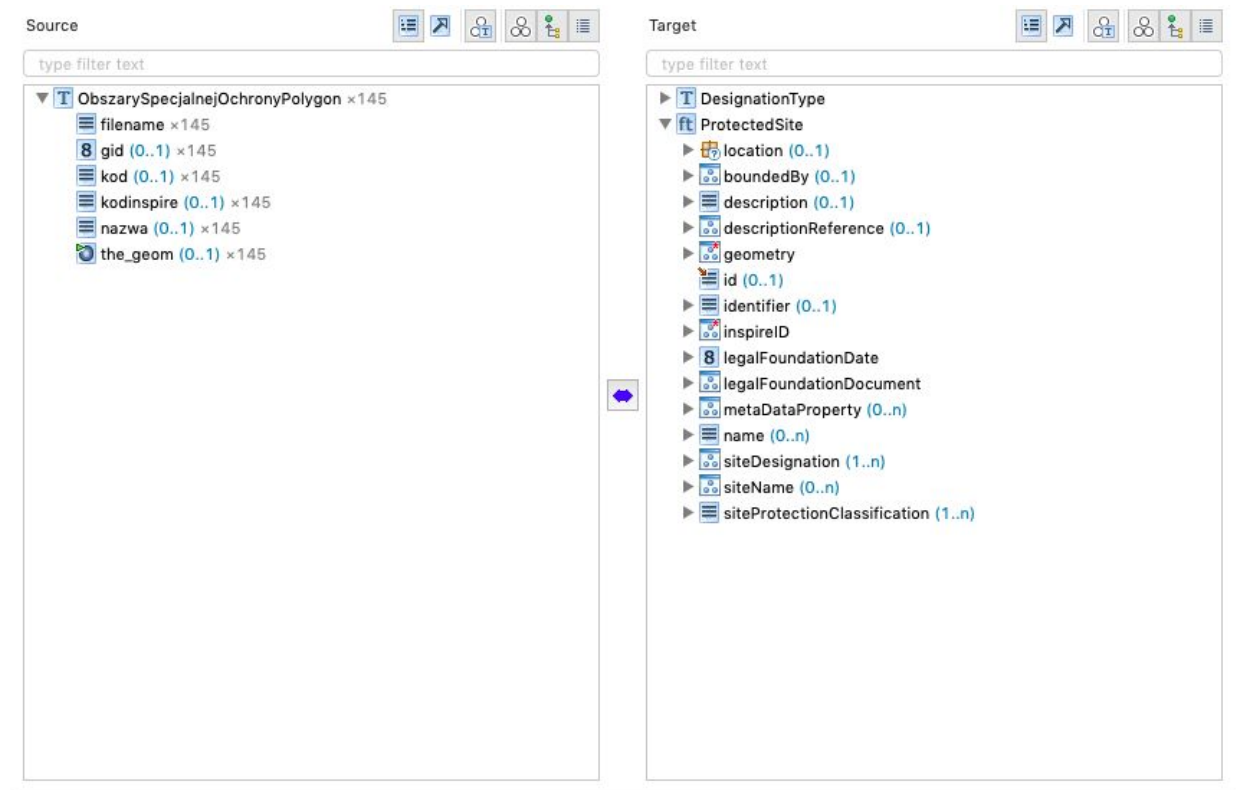 Source
type filter text
T ObszarySpecjalnejOchronyPolygon ×145
filename ×145
8 gid (0..1) ×145
kod (0..1) ×145
kodinspire (0..1) ×145
nazwa (0..1) ×145
the_geom (0..1) ×145
Target
type filter text
T DesignationType
ft ProtectedSite
location (0..1)
boundedBy (0..1)
description (0..1)
descriptionReference (0..1)
geometry
id (0..1)
identifier (0..1)
inspireID
8 legalFoundationDate
legalFoundationDocument
metaDataProperty (0..n)
name (0..n)
siteDesignation (1..n)
siteName (0..n)
siteProtectionClassification (1..n)